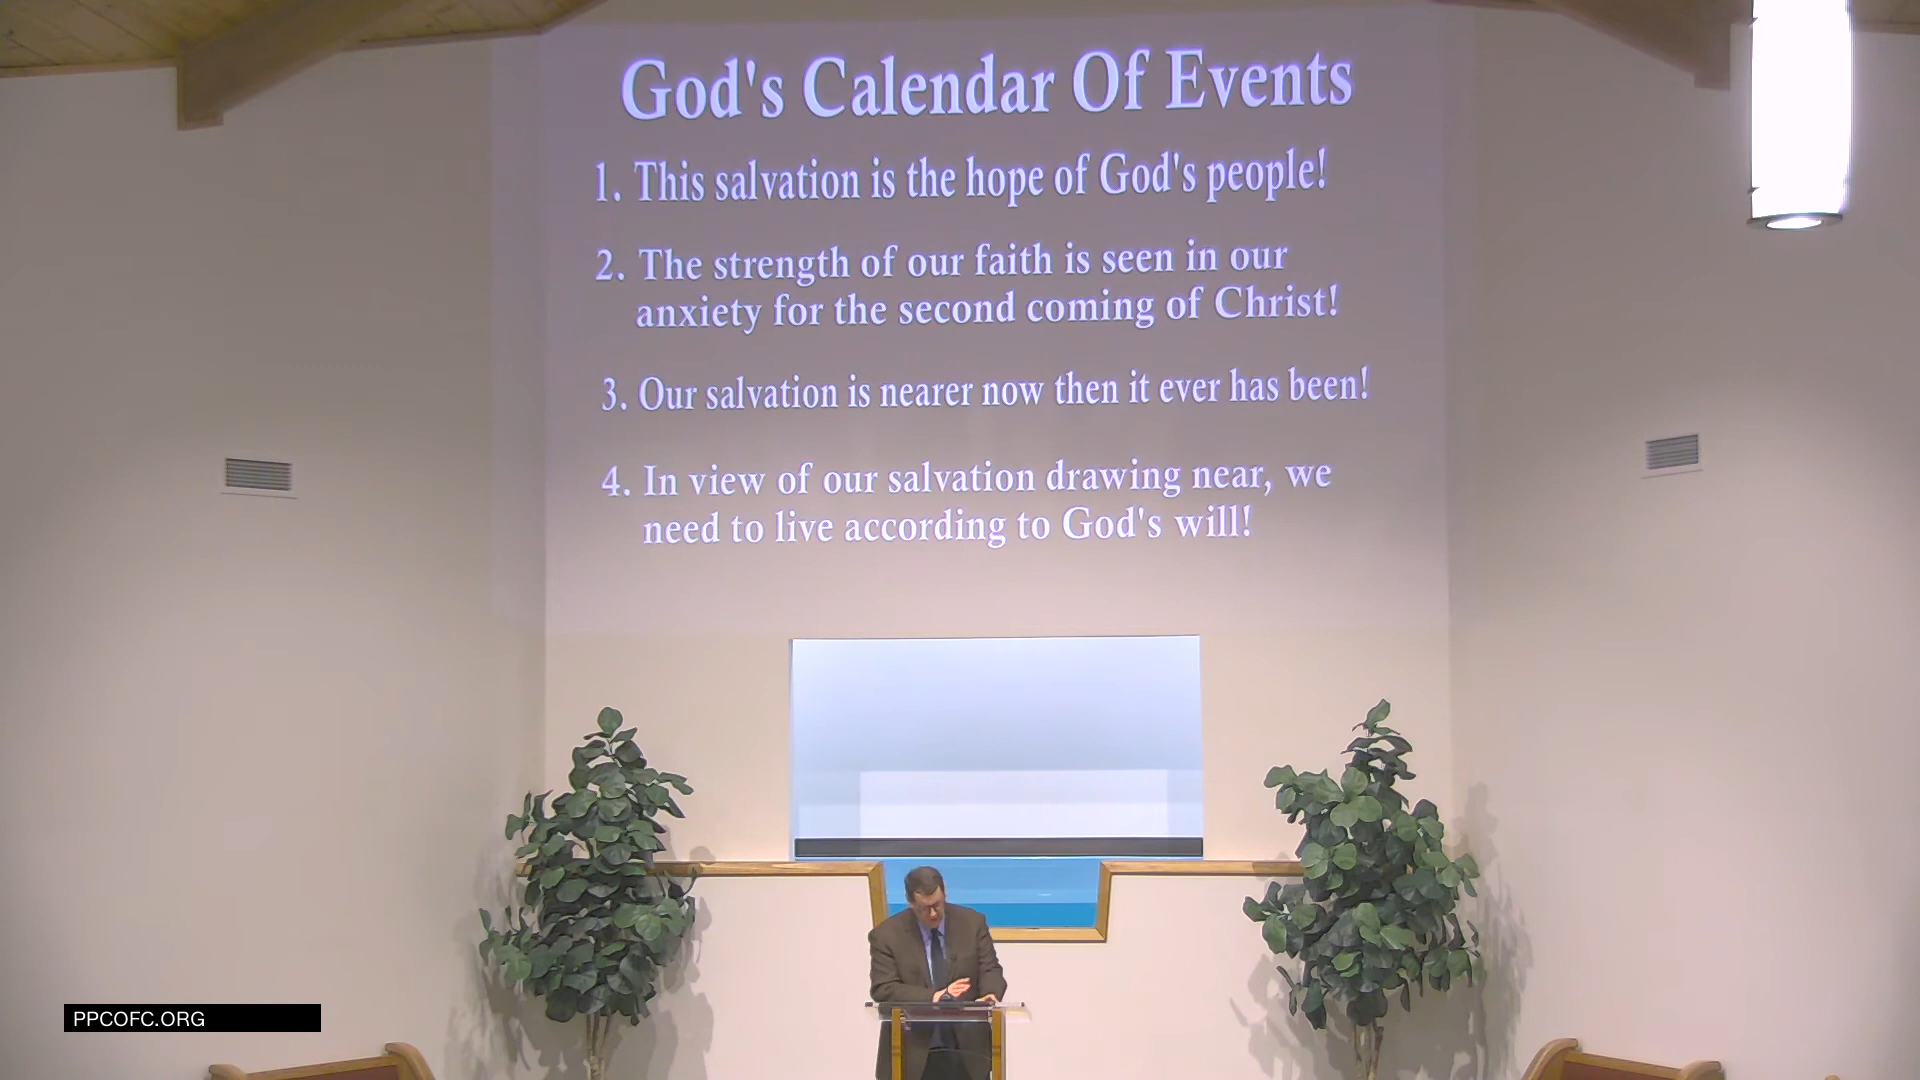 God's Calendar Of Events
1. This salvation is the hope of God's people!
2. The strength of our faith is seen in our
anxiety for the second coming of Christ!
3. Our salvation is nearer now then it ever has been!
4. In view of our salvation drawing near, we
need to live according to God's will!
PPCOFC.ORG